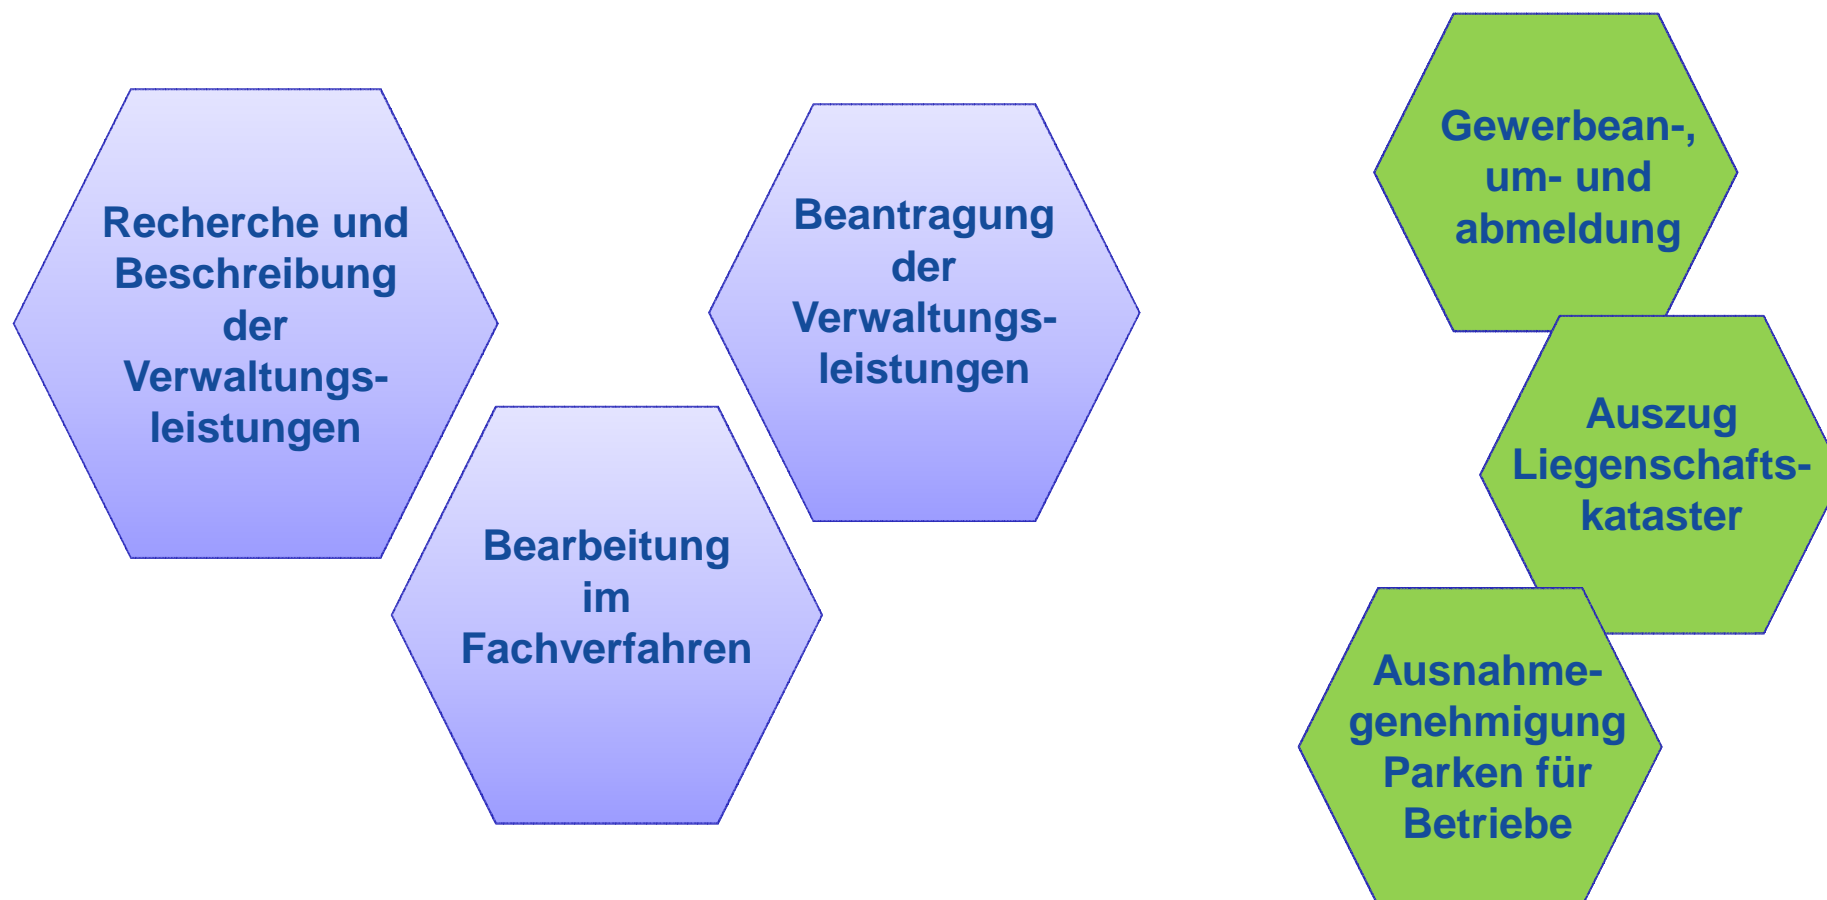 Recherche und
Beschreibung
der
Verwaltungs-
leistungen
Beantragung
der
Verwaltungs-
leistungen
Bearbeitung
im
Fachverfahren
Gewerbean-,
um- und
abmeldung
Auszug
Liegenschafts-
kataster
Ausnahme-
genehmigung
Parken für
Betriebe